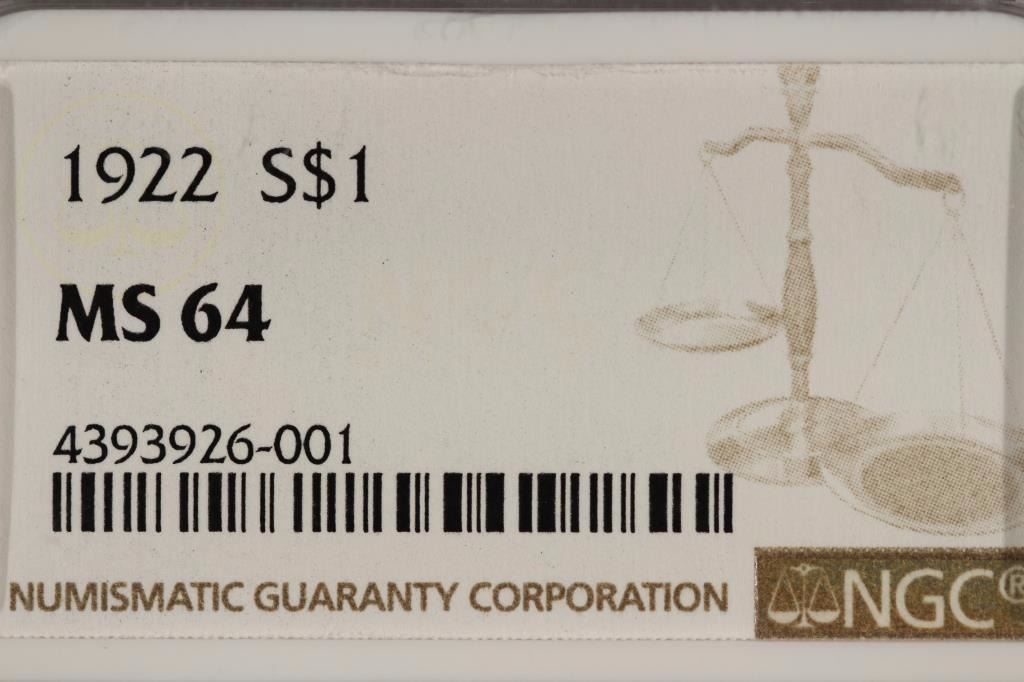 1922 S$1
MS 64
4393926-001
NUMISMATIC GUARANTY CORPORATION
NGC®